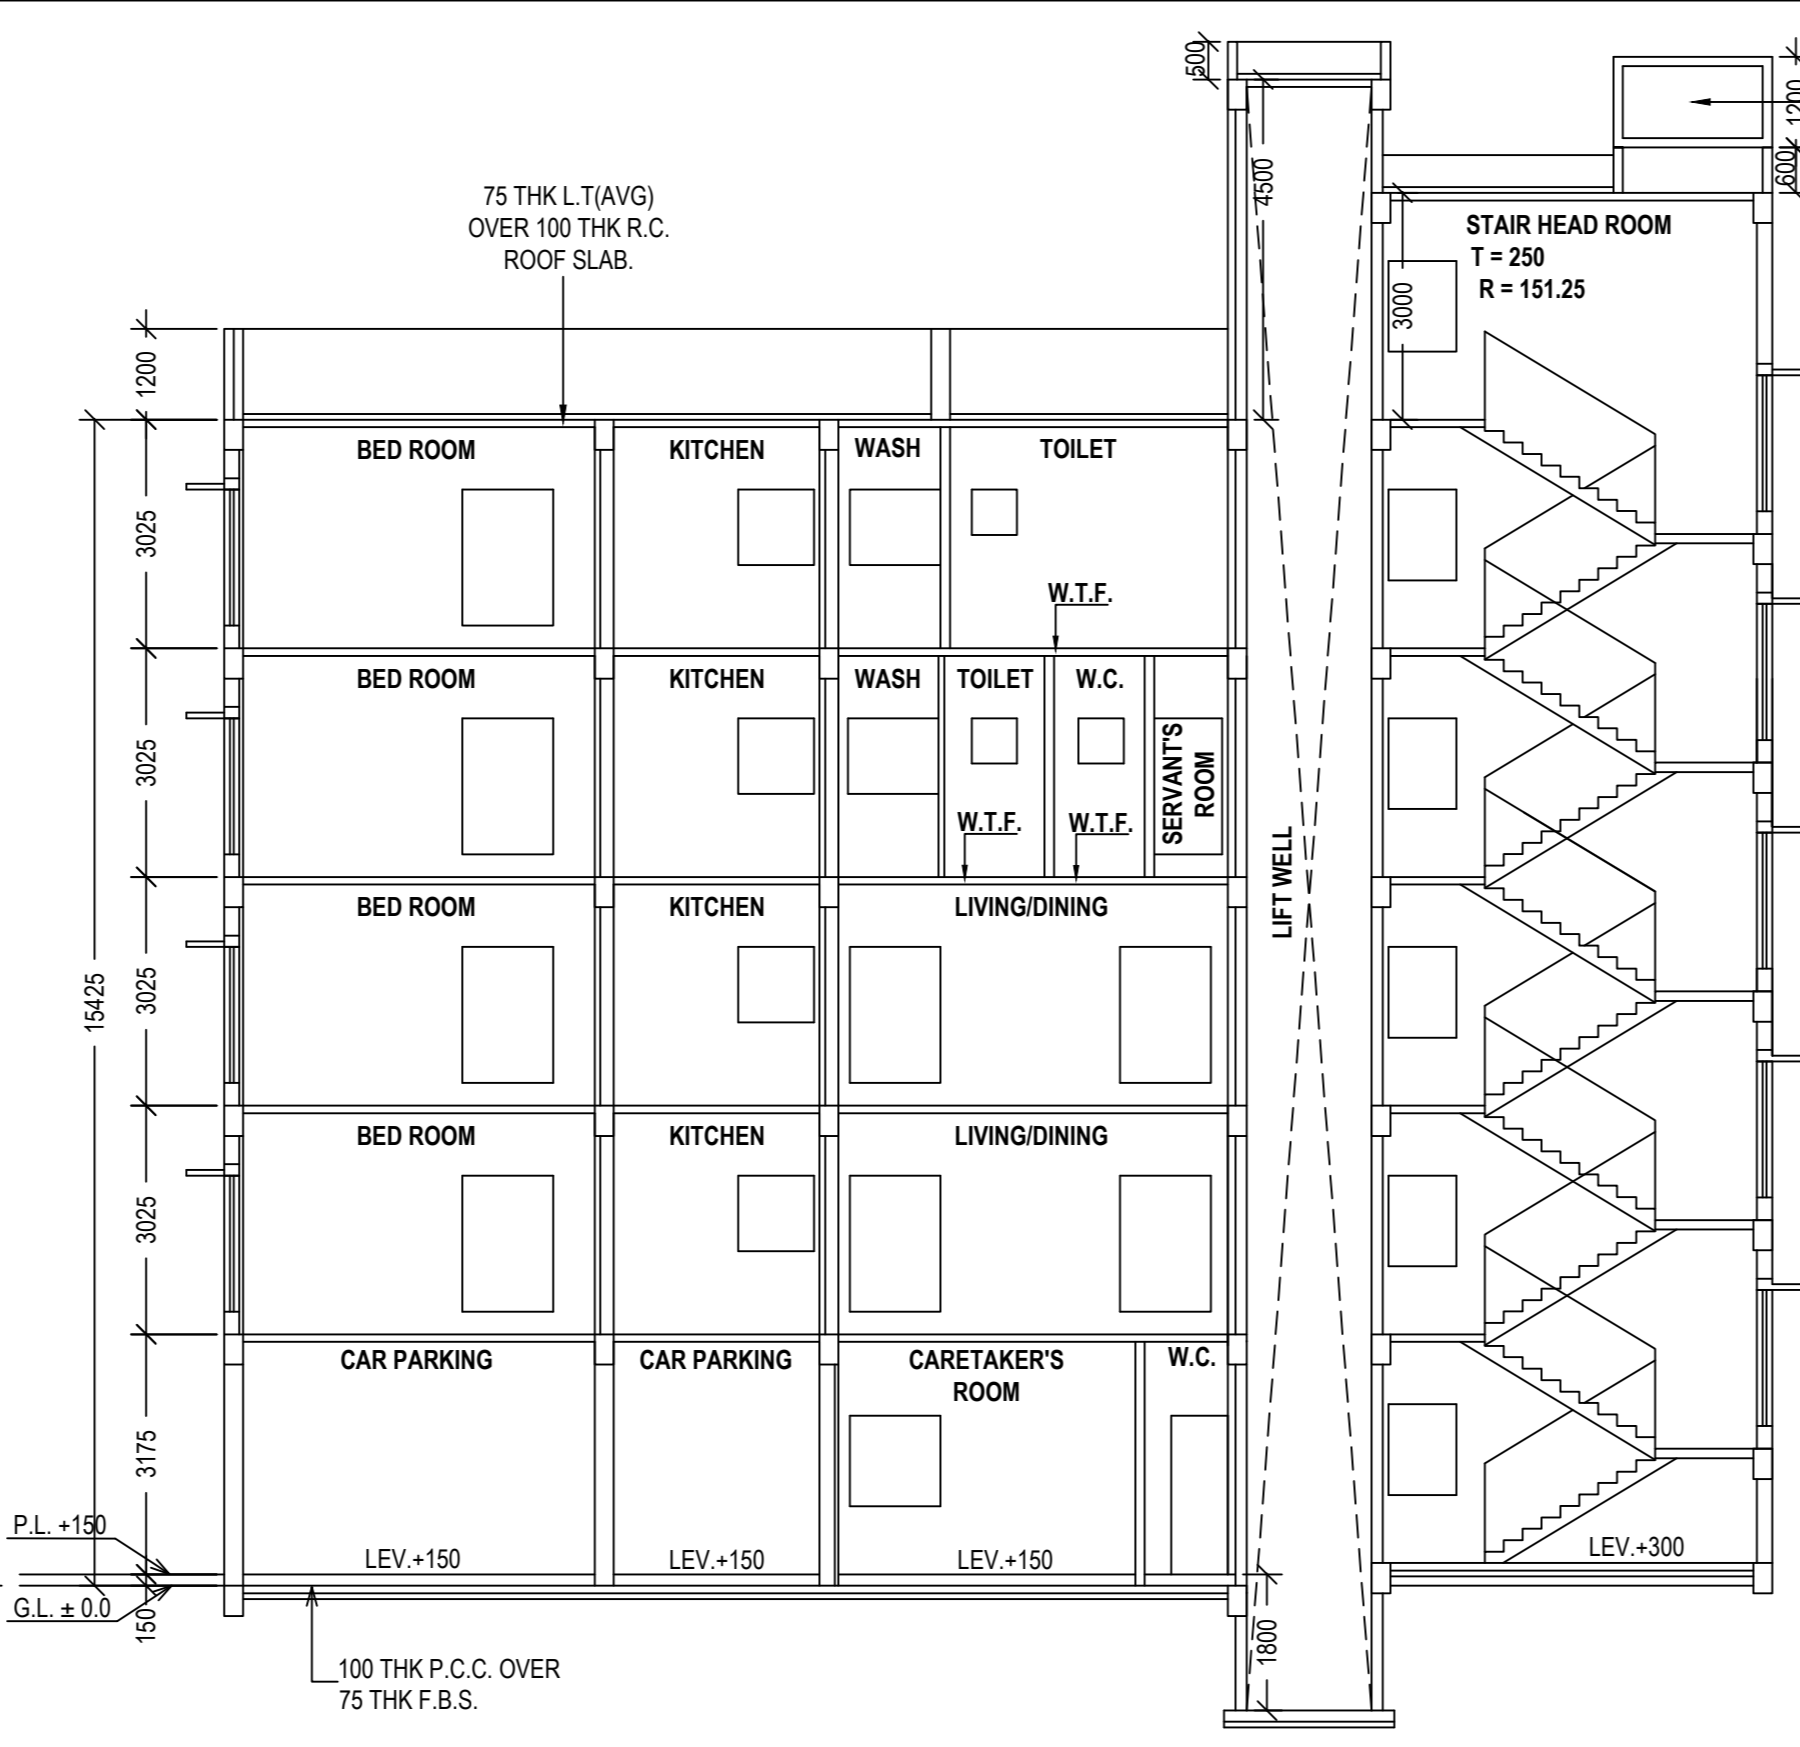 500
1200
600
4500
75 THK L.T(AVG)
OVER 100 THK R.C.
ROOF SLAB.
STAIR HEAD ROOM
T = 250
R = 151.25
3000
1200
BED ROOM
KITCHEN
WASH
TOILET
3025
W.T.F.
BED ROOM
KITCHEN
WASH
TOILET
W.C.
SERVANT'S
ROOM
3025
W.T.F.
W.T.F.
LIFT WELL
BED ROOM
KITCHEN
LIVING/DINING
15425
3025
BED ROOM
KITCHEN
LIVING/DINING
3025
CAR PARKING
CAR PARKING
CARETAKER'S
ROOM
W.C.
3175
P.L. +150
LEV.+150
LEV.+150
LEV.+150
LEV.+300
G.L. ± 0.0
150
1800
100 THK P.C.C. OVER
75 THK F.B.S.